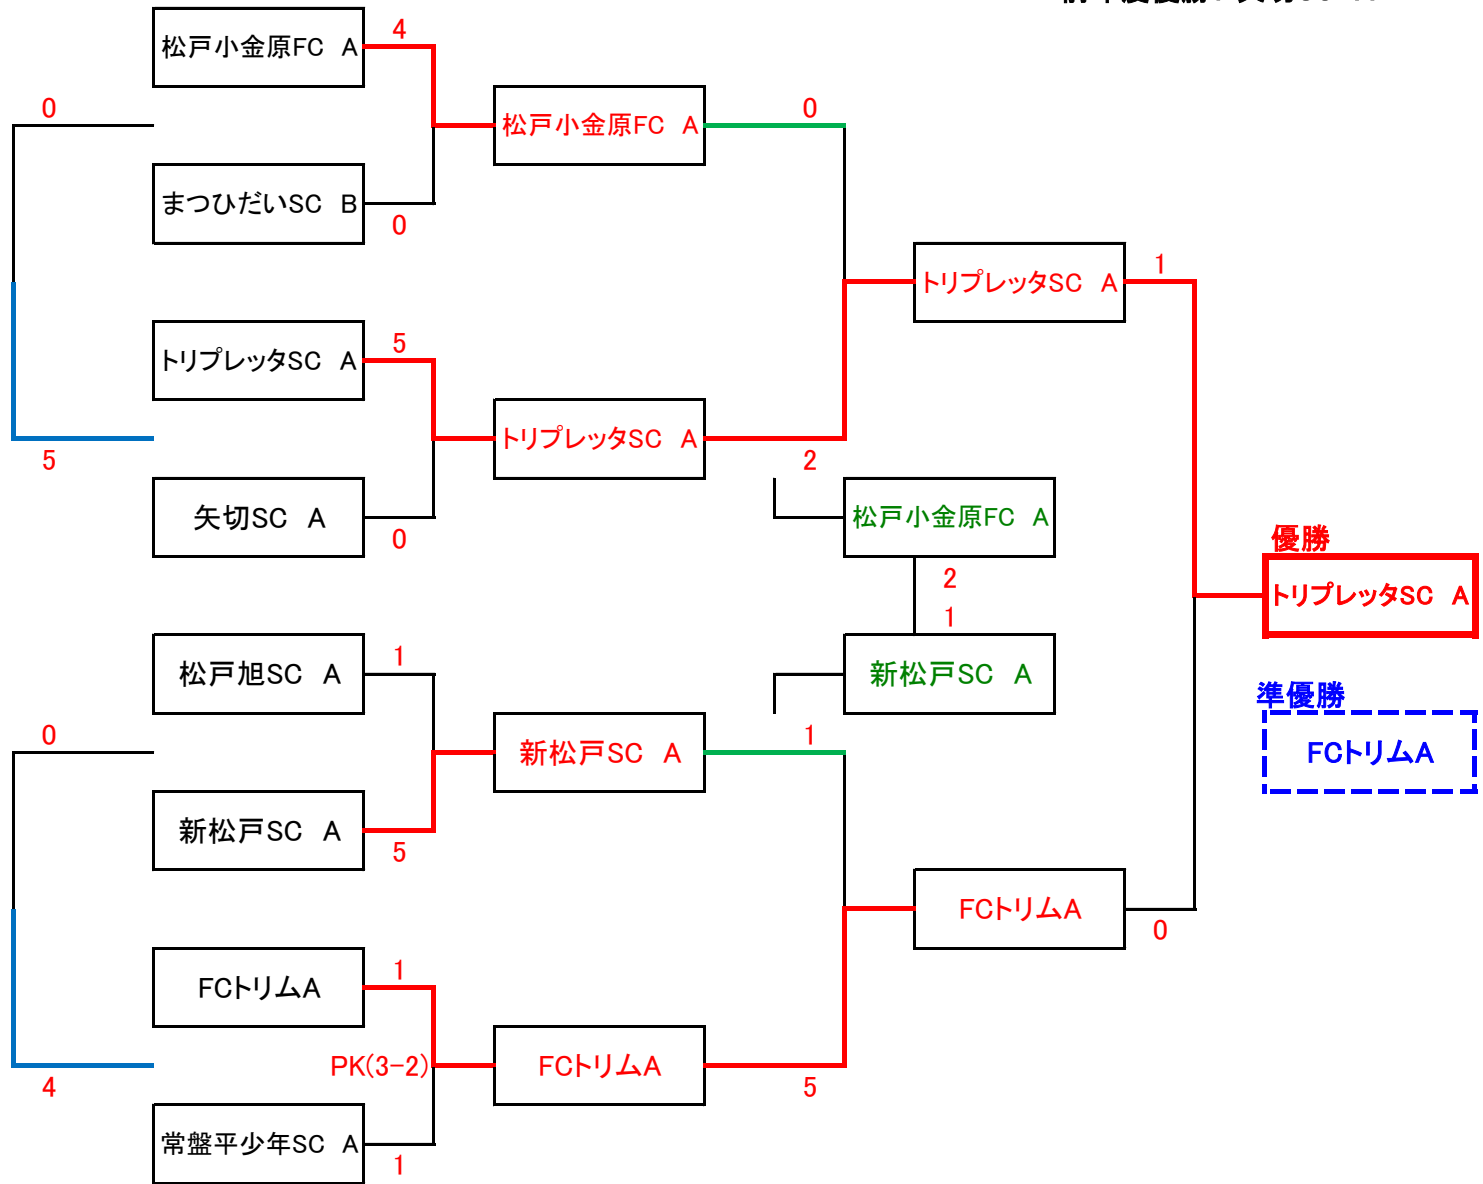 松戸小金原FC A
4
0
松戸小金原FC A
0
まつひだいSC B
0
トリプレッタSC A
1
トリプレッタSC A
5
トリプレッタSC A
5
2
矢切SC A
0
松戸小金原FC A
優勝
2
トリプレッタSC A
1
松戸旭SC A
1
新松戸SC A
準優勝
0
新松戸SC A
1
FCトリムA
新松戸SC A
5
FCトリムA
0
FCトリムA
1
PK(3-2)
FCトリムA
4
5
常盤平少年SC A
1